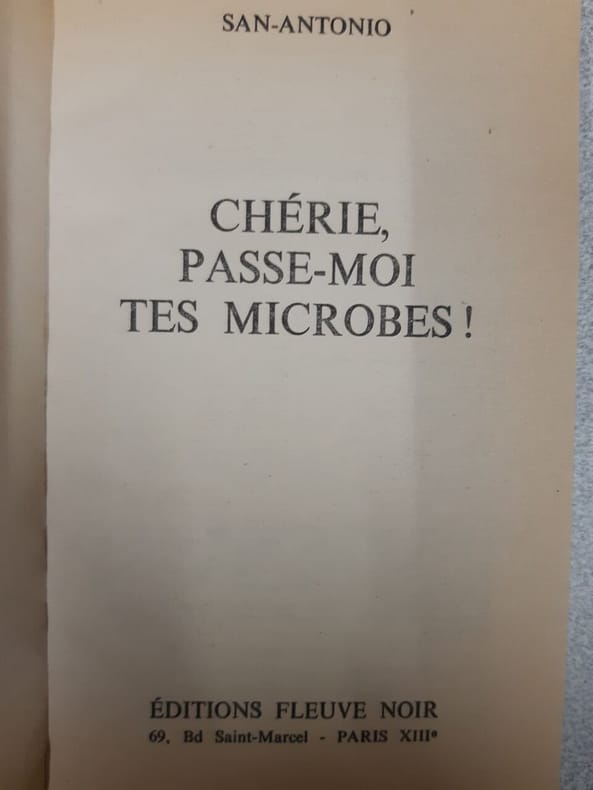 SAN-ANTONIO
CHÉRIE,
PASSE-MOI
TES MICROBES !
ÉDITIONS FLEUVE NOIR
69, Bd Saint-Marcel - PARIS XIIIᵉ